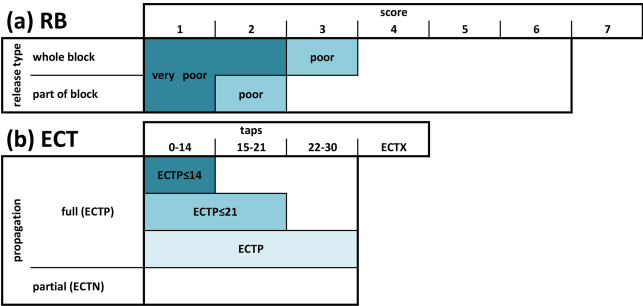 (a) RB
score
1 2 3 4 5 6 7
release type
whole block
very poor
poor
part of block
poor
(b) ECT
taps
0-14 15-21 22-30 ECTX
propagation
full (ECTP)
ECTP≤14
ECTP≤21
ECTP
partial (ECTN)